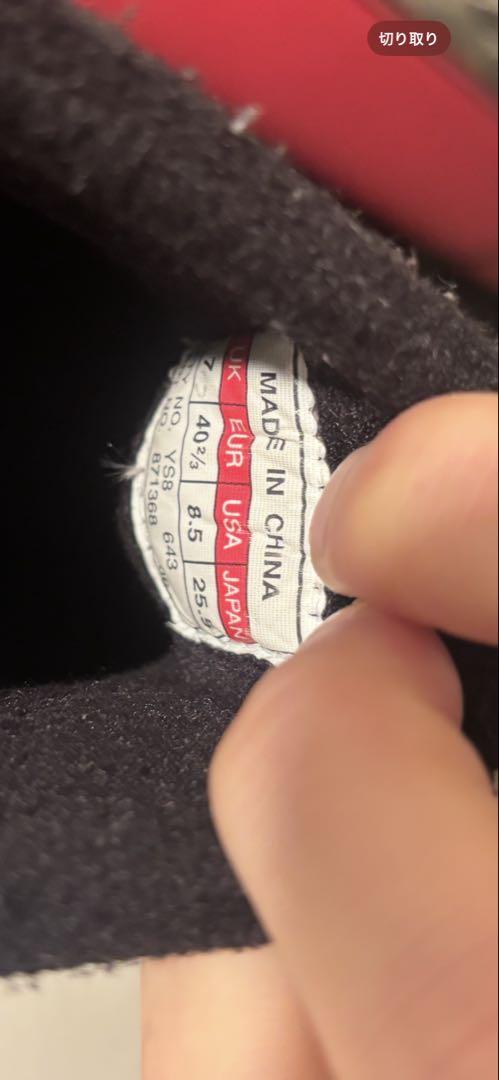 切り取り
MADE IN CHINA
UK EUR USA JAPAN
7 40⅔ 8.5 25.5
NO. YS8 643
NO. 871368